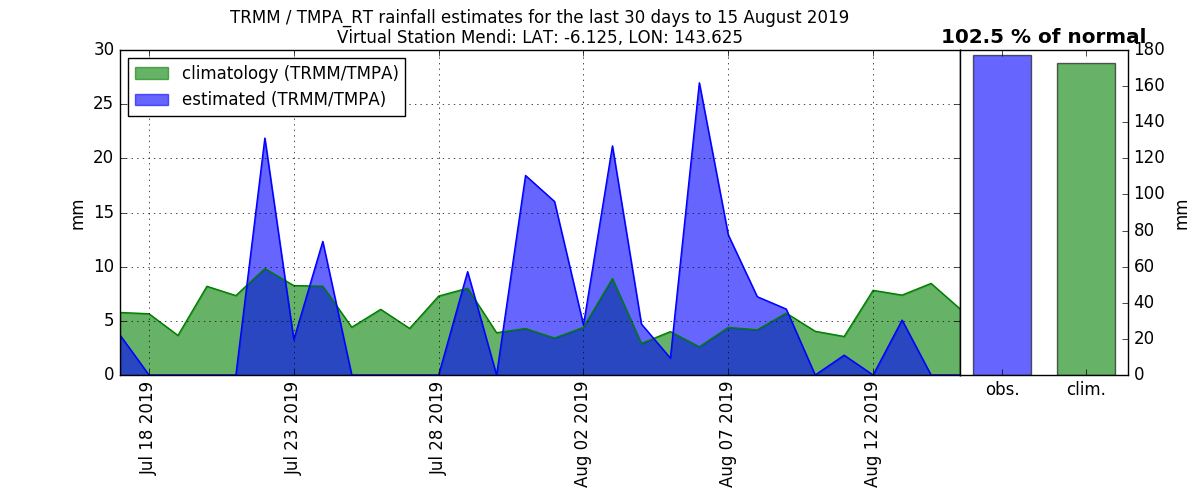 TRMM / TMPA_RT rainfall estimates for the last 30 days to 15 August 2019
Virtual Station Mendi: LAT: -6.125, LON: 143.625
102.5 % of normal
climatology (TRMM/TMPA)
estimated (TRMM/TMPA)
30
25
20
15
10
5
0
mm
Jul 18 2019
Jul 23 2019
Jul 28 2019
Aug 02 2019
Aug 07 2019
Aug 12 2019
180
160
140
120
100
80
60
40
20
0
mm
obs.
clim.